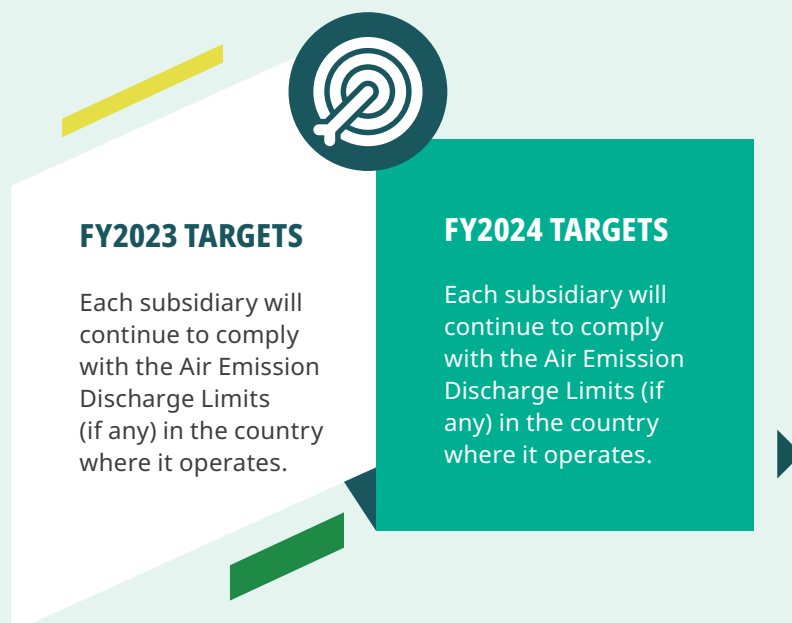 FY2023 TARGETS
Each subsidiary will
continue to comply
with the Air Emission
Discharge Limits
(if any) in the country
where it operates.
FY2024 TARGETS
Each subsidiary will
continue to comply
with the Air Emission
Discharge Limits (if
any) in the country
where it operates.